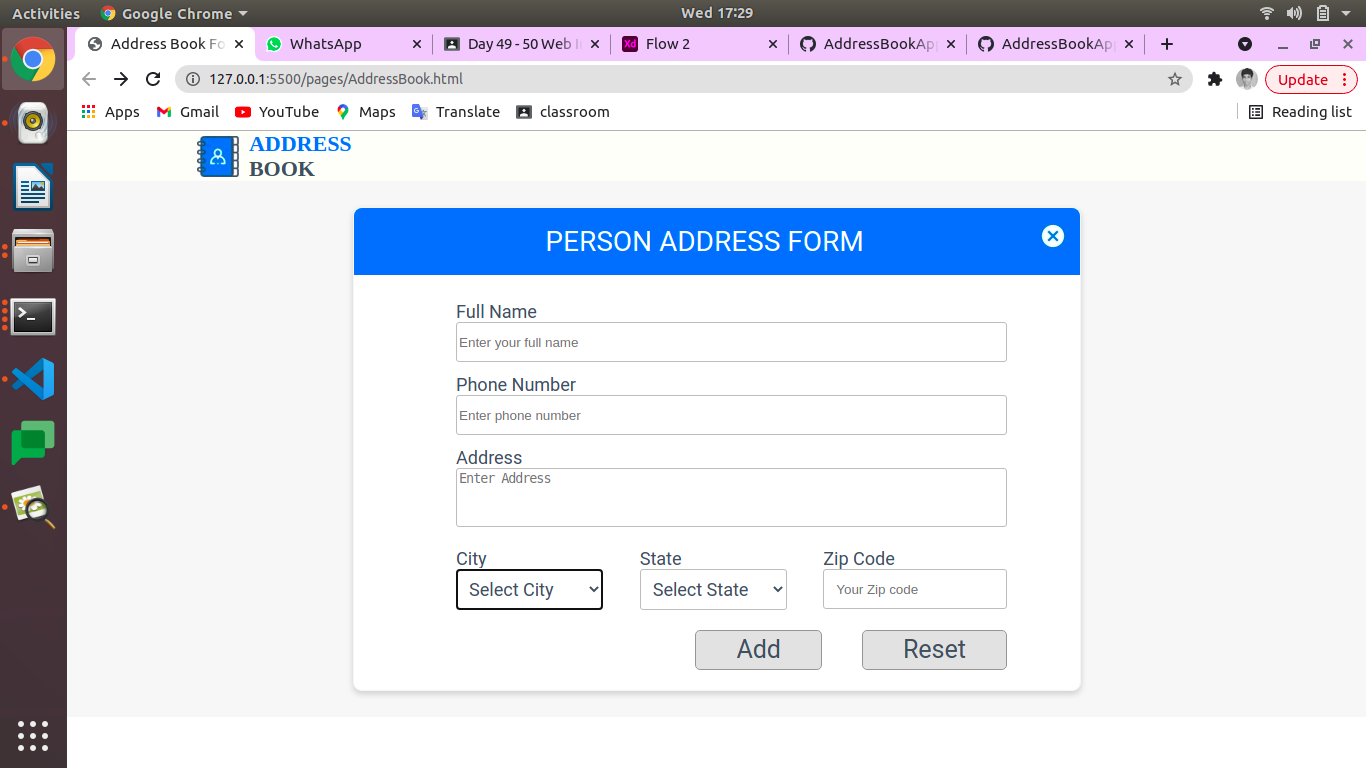 Activities
Google Chrome
Wed 17:29
Address Book Fo
WhatsApp
Day 49 - 50 Web
Xd
Flow 2
AddressBookAp
AddressBookAp
127.0.0.1:5500/pages/AddressBook.html
Update
Apps
Gmail
YouTube
Maps
Translate
classroom
Reading list
ADDRESS
BOOK
PERSON ADDRESS FORM
Full Name
Enter your full name
Phone Number
Enter phone number
Address
Enter Address
City
State
Zip Code
Select City
Select State
Your Zip code
Add
Reset